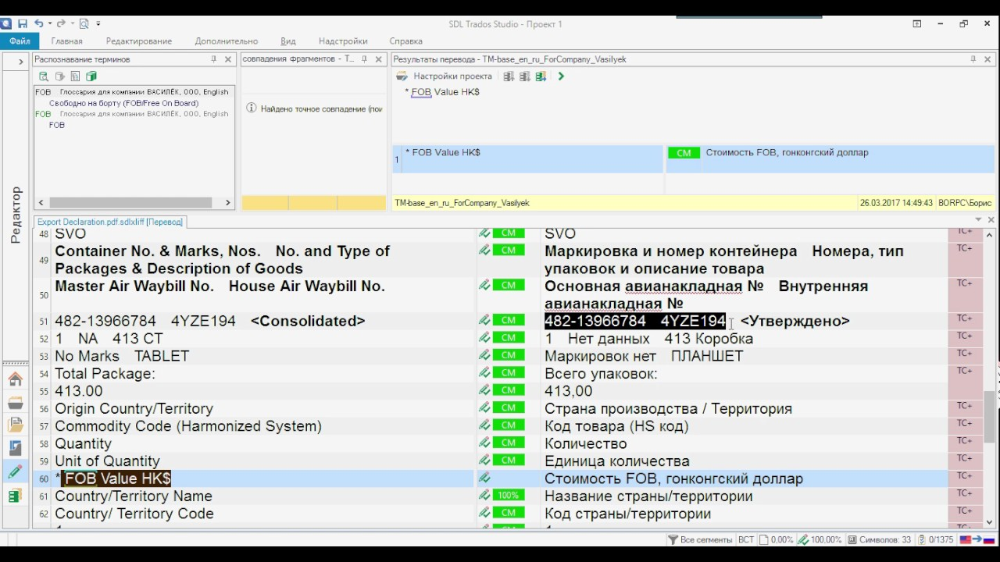 SDL Trados Studio - Проект 1
Файл Главная Редактирование Дополнительно Вид Надстройки Справка
Распознавание терминов
FOB Глоссария для компании ВАСИЛЁК, ООО, English
Свободно на борту (FOB/Free On Board)
FOB Глоссария для компании ВАСИЛЁК, ООО, English
FOB
совпадения фрагментов - Т...
Найдено точное совпадение (пои
Результаты перевода - TM-base_en_ru_ForCompany_Vasilyek
Настройки проекта
* FOB Value HK$
1 * FOB Value HK$ CM Стоимость FOB, гонконгский доллар
TM-base_en_ru_ForCompany_Vasilyek 26.03.2017 14:49:43 BORPC\Борис
Редактор
Export Declaration.pdf.sdlxliff [Перевод]
48 SVO CM SVO TC+
49 Container No. & Marks, Nos. No. and Type of CM Маркировка и номер контейнера Номера, тип TC+
Packages & Description of Goods упаковок и описание товара
50 Master Air Waybill No. House Air Waybill No. CM Основная авианакладная № Внутренняя TC+
авианакладная №
51 482-13966784 4YZE194 <Consolidated> CM 482-13966784 4YZE194 <Утверждено> TC+
52 1 NA 413 CT CM 1 Нет данных 413 Коробка TC+
53 No Marks TABLET CM Маркировок нет ПЛАНШЕТ TC+
54 Total Package: CM Всего упаковок: TC+
55 413.00 CM 413,00 TC+
56 Origin Country/Territory CM Страна производства / Территория TC+
57 Commodity Code (Harmonized System) CM Код товара (HS код) TC+
58 Quantity CM Количество TC+
59 Unit of Quantity CM Единица количества TC+
60 * FOB Value HK$ Стоимость FOB, гонконгский доллар TC+
61 Country/Territory Name 100% Название страны/территории TC+
62 Country/ Territory Code CM Код страны/территории TC+
Все сегменты ВСТ 0,00% 100,00% Символов: 33 0/1375